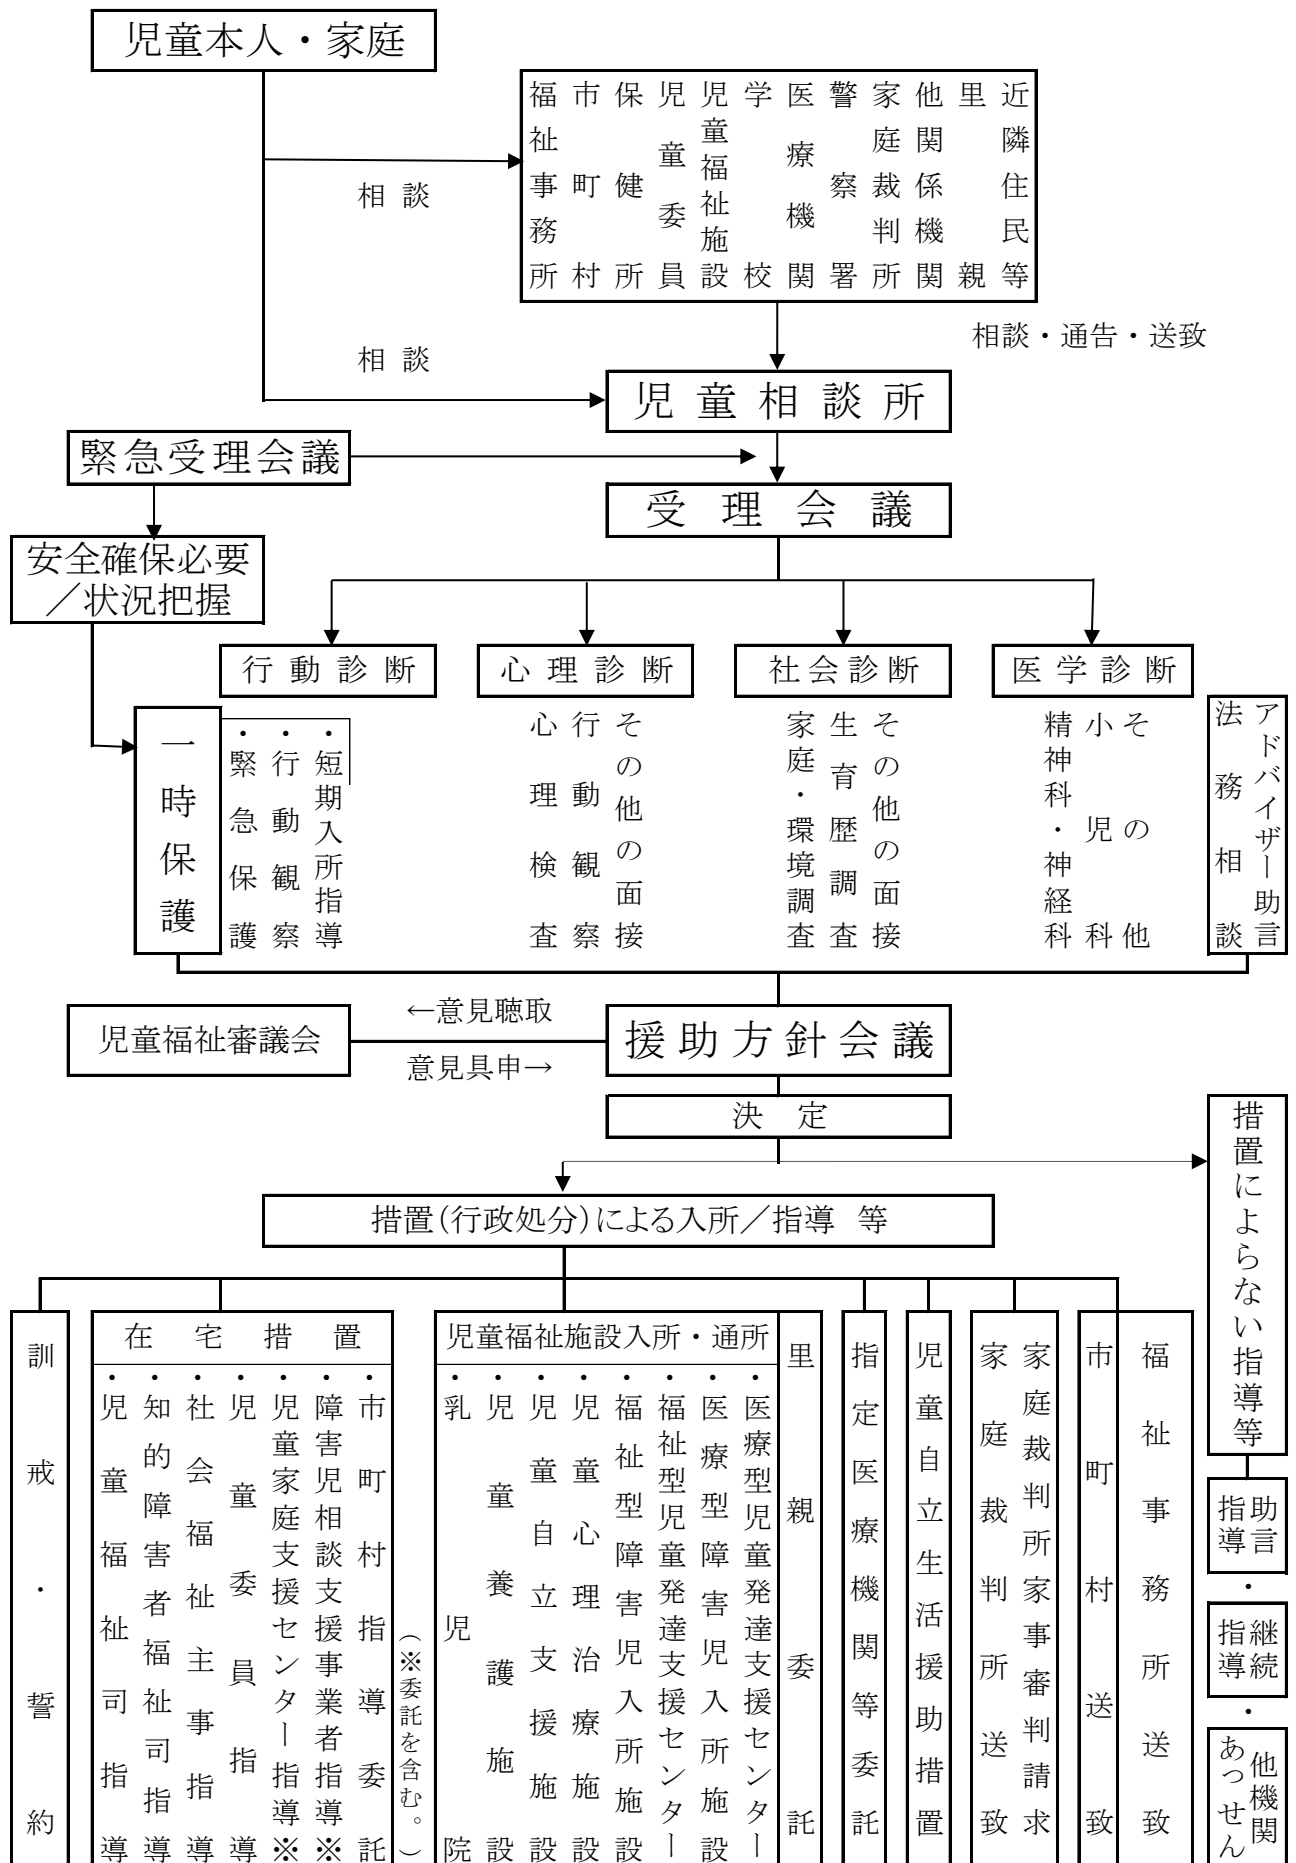 児童本人・家庭
福祉事務所
市町村
保健所
児童委員
児童福祉施設
学校
医療機関
警察署
家庭裁判所
他関係機関
里親
近隣住民等
相談
相談・通告・送致
相談
児童相談所
緊急受理会議
受理会議
安全確保必要
／状況把握
行動診断
心理診断
社会診断
医学診断
一時保護
・緊急保護
・行動観察
・短期入所指導
心理検査
行動観察
その他の面接
家庭・環境調査
生育歴調査
その他の面接
精神科・神経科
小児科
その他
法務相談
アドバイザー助言
児童福祉審議会
←意見聴取
意見具申→
援助方針会議
決定
措置(行政処分)による入所／指導 等
措置によらない指導等
訓戒・誓約
在宅措置
・児童福祉司指導
・知的障害者福祉司指導
・社会福祉主事指導
・児童委員指導
・児童家庭支援センター指導※
・障害児相談支援事業者指導※
・市町村指導委託
（※委託を含む。）
児童福祉施設入所・通所
・乳児院
・児童養護施設
・児童自立支援施設
・児童心理治療施設
・福祉型障害児入所施設
・福祉型児童発達支援センター
・医療型障害児入所施設
・医療型児童発達支援センター
里親委託
指定医療機関等委託
児童自立生活援助措置
家庭裁判所送致
家庭裁判所家事審判請求
市町村送致
福祉事務所送致
助言
指導
・
継続
指導
・
他機関
あっせん